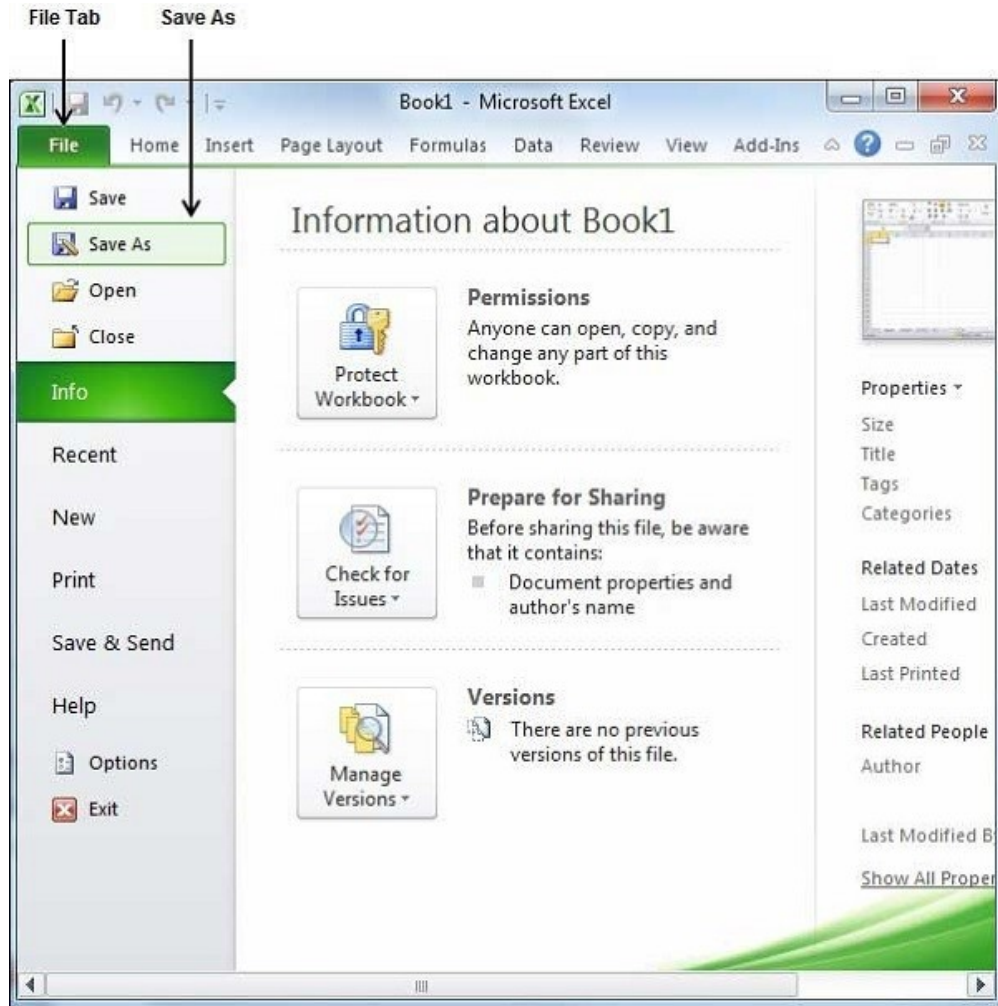 File Tab
Save As
Book1 - Microsoft Excel
File Home Insert Page Layout Formulas Data Review View Add-Ins
Save
Save As
Open
Close
Info
Recent
New
Print
Save & Send
Help
Options
Exit
Information about Book1
Protect
Workbook
Permissions
Anyone can open, copy, and
change any part of this
workbook.
Check for
Issues
Prepare for Sharing
Before sharing this file, be aware
that it contains:
Document properties and
author's name
Manage
Versions
Versions
There are no previous
versions of this file.
Properties
Size
Title
Tags
Categories
Related Dates
Last Modified
Created
Last Printed
Related People
Author
Last Modified B
Show All Proper